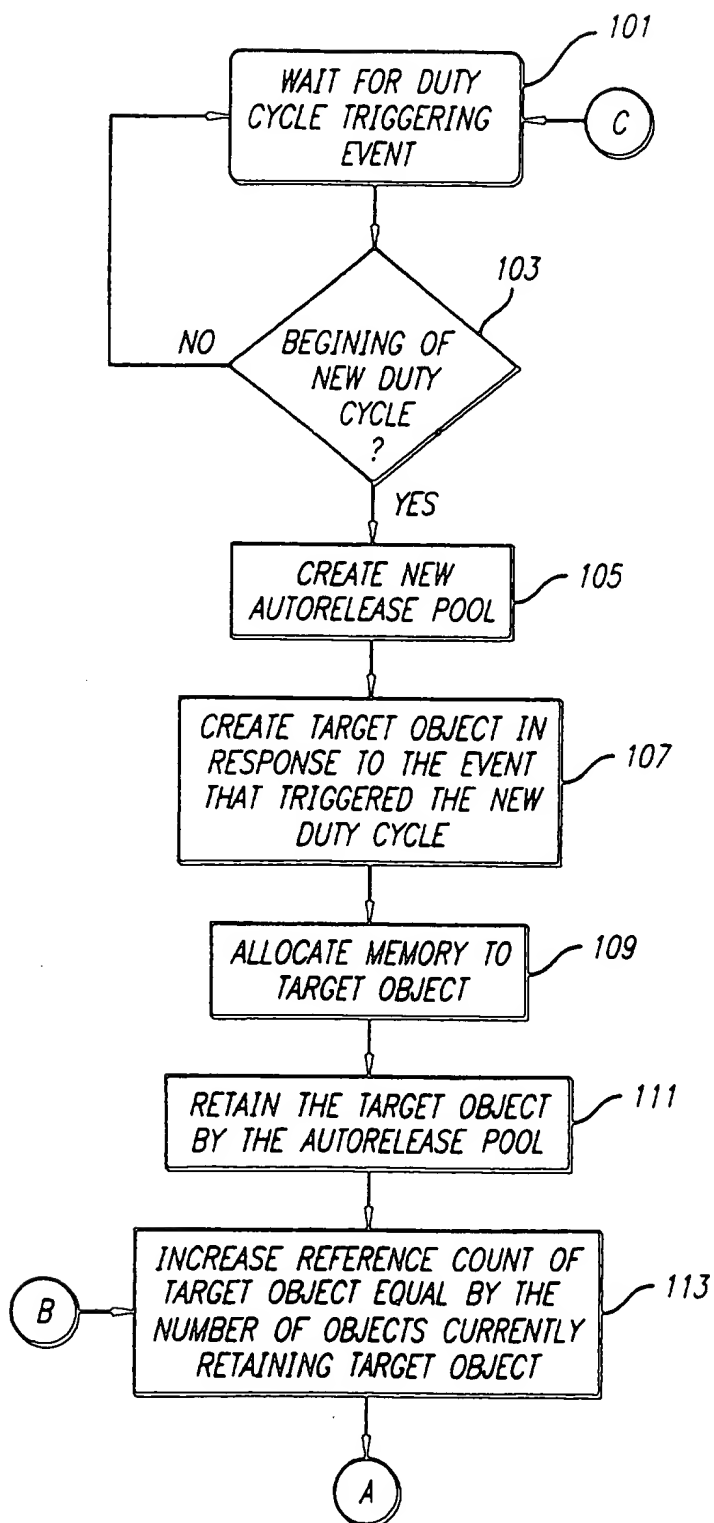 101
WAIT FOR DUTY
CYCLE TRIGGERING
EVENT
C
103
NO
BEGINING OF
NEW DUTY
CYCLE
?
YES
CREATE NEW
AUTORELEASE POOL
105
CREATE TARGET OBJECT IN
RESPONSE TO THE EVENT
THAT TRIGGERED THE NEW
DUTY CYCLE
107
ALLOCATE MEMORY TO
TARGET OBJECT
109
RETAIN THE TARGET OBJECT
BY THE AUTORELEASE POOL
111
B
INCREASE REFERENCE COUNT OF
TARGET OBJECT EQUAL BY THE
NUMBER OF OBJECTS CURRENTLY
RETAINING TARGET OBJECT
113
A